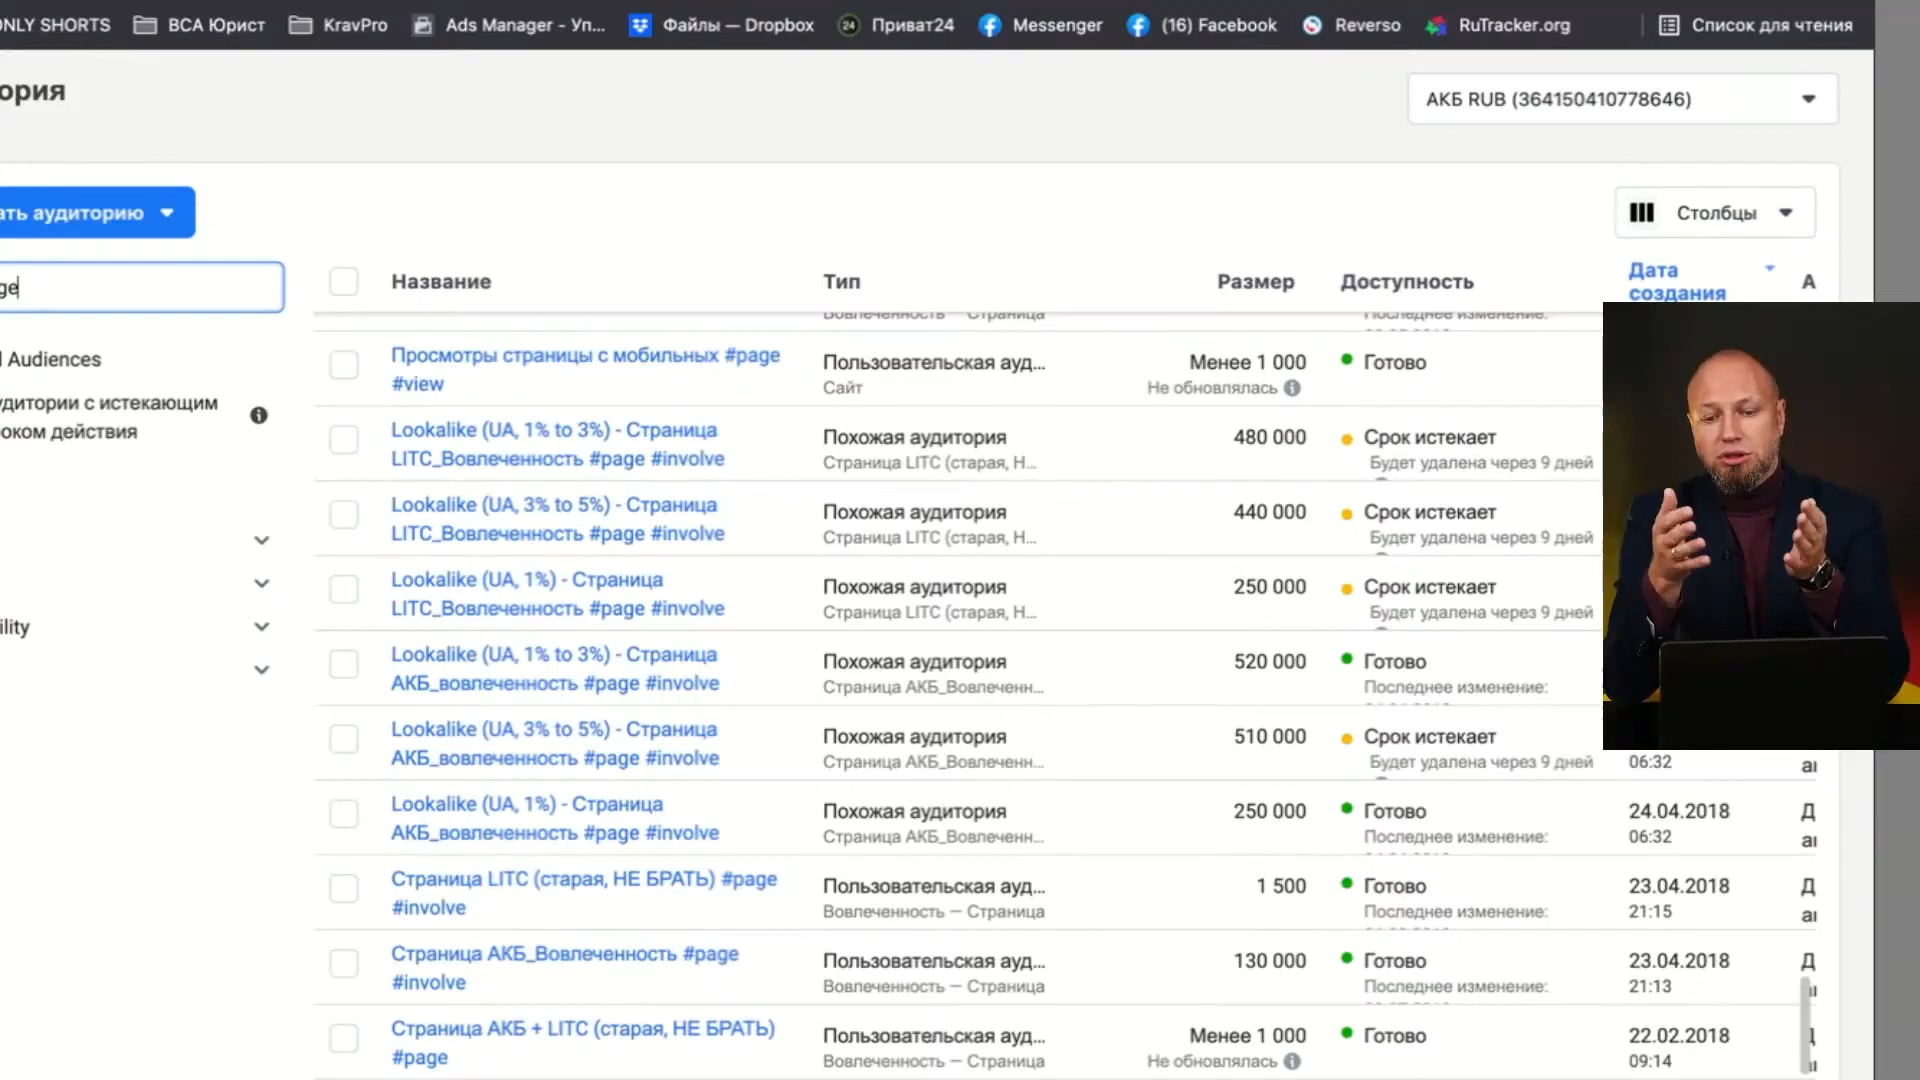 ONLY SHORTS
ВСА Юрист
KravPro
Ads Manager - Уп...
Файлы — Dropbox
24
Приват24
Messenger
(16) Facebook
Reverso
RuTracker.org
Список для чтения
ория
АКБ RUB (364150410778646)
ать аудиторию
Столбцы
ge
Название
Тип
Размер
Доступность
Дата
создания
А
Вовлеченность — Страница
Последнее изменение:
l Audiences
удитории с истекающим
оком действия
ility
Просмотры страницы с мобильных #page
#view
Пользовательская ауд...
Сайт
Менее 1 000
Не обновлялась
Готово
Lookalike (UA, 1% to 3%) - Страница
LITC_Вовлеченность #page #involve
Похожая аудитория
Страница LITC (старая, Н...
480 000
Срок истекает
Будет удалена через 9 дней
Lookalike (UA, 3% to 5%) - Страница
LITC_Вовлеченность #page #involve
Похожая аудитория
Страница LITC (старая, Н...
440 000
Срок истекает
Будет удалена через 9 дней
Lookalike (UA, 1%) - Страница
LITC_Вовлеченность #page #involve
Похожая аудитория
Страница LITC (старая, Н...
250 000
Срок истекает
Будет удалена через 9 дней
Lookalike (UA, 1% to 3%) - Страница
АКБ_вовлеченность #page #involve
Похожая аудитория
Страница АКБ_Вовлеченн...
520 000
Готово
Последнее изменение:
Lookalike (UA, 3% to 5%) - Страница
АКБ_вовлеченность #page #involve
Похожая аудитория
Страница АКБ_Вовлеченн...
510 000
Срок истекает
Будет удалена через 9 дней
06:32
Lookalike (UA, 1%) - Страница
АКБ_вовлеченность #page #involve
Похожая аудитория
Страница АКБ_Вовлеченн...
250 000
Готово
Последнее изменение:
24.04.2018
06:32
Страница LITC (старая, НЕ БРАТЬ) #page
#involve
Пользовательская ауд...
Вовлеченность — Страница
1 500
Готово
Последнее изменение:
23.04.2018
21:15
Страница АКБ_Вовлеченность #page
#involve
Пользовательская ауд...
Вовлеченность — Страница
130 000
Готово
Последнее изменение:
23.04.2018
21:13
Страница АКБ + LITC (старая, НЕ БРАТЬ)
#page
Пользовательская ауд...
Вовлеченность — Страница
Менее 1 000
Не обновлялась
Готово
22.02.2018
09:14